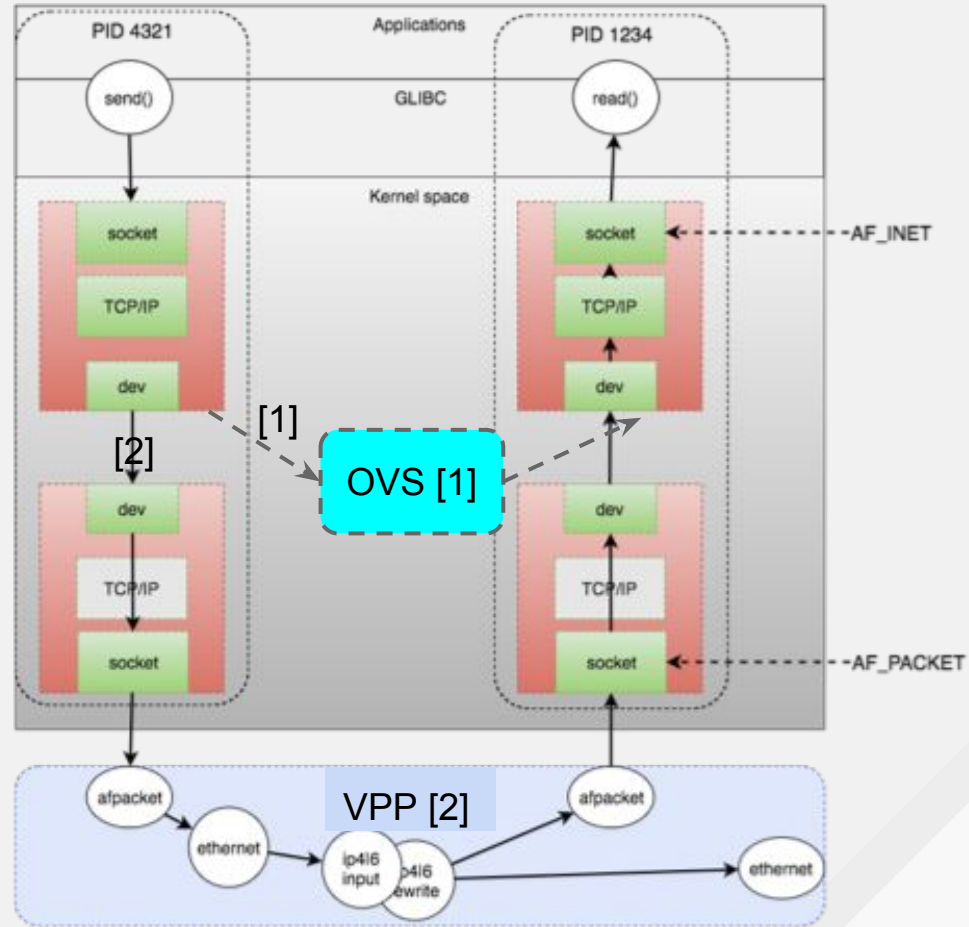 PID 4321
Applications
PID 1234
send()
GLIBC
read()
Kernel space
socket
socket
AF_INET
TCP/IP
TCP/IP
dev
dev
[1]
[2]
OVS [1]
dev
dev
TCP/IP
TCP/IP
socket
socket
AF_PACKET
afpacket
VPP [2]
afpacket
ethernet
ip4l6
input
ethernet